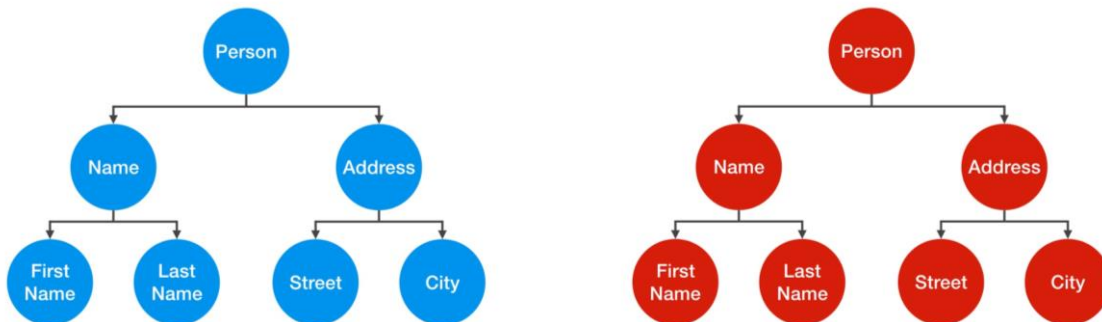 Person
Person
Name
Address
Name
Address
First
Name
Last
Name
Street
City
First
Name
Last
Name
Street
City